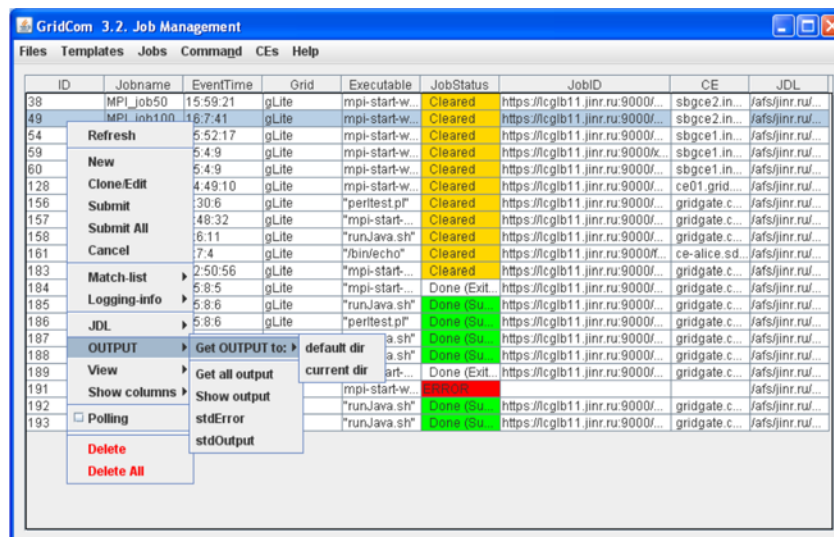 GridCom 3.2. Job Management
Files Templates Jobs Command CEs Help
ID Jobname EventTime Grid Executable JobStatus JobID CE JDL
38 MPI_job50 15:59:21 gLite mpi-start-w... Cleared https://lcglb11.jinr.ru:9000/... sbgce2.in... /afs/jinr.ru/...
49 MPI_job100 16:7:41 gLite mpi-start-w... Cleared https://lcglb11.jinr.ru:9000/... sbgce2.in... /afs/jinr.ru/...
54 5:52:17 gLite mpi-start-w... Cleared https://lcglb11.jinr.ru:9000/... sbgce1.in... /afs/jinr.ru/...
59 5:4:9 gLite mpi-start-w... Cleared https://lcglb11.jinr.ru:9000/x... sbgce1.in... /afs/jinr.ru/...
60 5:4:9 gLite mpi-start-w... Cleared https://lcglb11.jinr.ru:9000/... sbgce1.in... /afs/jinr.ru/...
128 4:49:10 gLite mpi-start-w... Cleared https://lcglb11.jinr.ru:9000/... ce01.grid.... /afs/jinr.ru/...
156 :30:6 gLite "perltest.pl" Cleared https://lcglb11.jinr.ru:9000/... gridgate.c... /afs/jinr.ru/...
157 :48:32 gLite "mpi-start-... Cleared https://lcglb11.jinr.ru:9000/... gridgate.c... /afs/jinr.ru/...
158 :6:11 gLite "runJava.sh" Cleared https://lcglb11.jinr.ru:9000/... gridgate.c... /afs/jinr.ru/...
161 :7:4 gLite "/bin/echo" Cleared https://lcglb11.jinr.ru:9000/f... ce-alice.sd... /afs/jinr.ru/...
183 2:50:56 gLite "mpi-start-... Cleared https://lcglb11.jinr.ru:9000/... gridgate.c... /afs/jinr.ru/...
184 5:8:5 gLite "mpi-start-... Done (Exit... https://lcglb11.jinr.ru:9000/... gridgate.c... /afs/jinr.ru/...
185 5:8:6 gLite "runJava.sh" Done (Su... https://lcglb11.jinr.ru:9000/... gridgate.c... /afs/jinr.ru/...
186 5:8:6 gLite "perltest.pl" Done (Su... https://lcglb11.jinr.ru:9000/... gridgate.c... /afs/jinr.ru/...
187 a.sh" Done (Su... https://lcglb11.jinr.ru:9000/... gridgate.c... /afs/jinr.ru/...
188 a.sh" Done (Su... https://lcglb11.jinr.ru:9000/... gridgate.c... /afs/jinr.ru/...
189 art-... Done (Exit... https://lcglb11.jinr.ru:9000/... gridgate.c... /afs/jinr.ru/...
191 mpi-start-w... ERROR /afs/jinr.ru/...
192 "runJava.sh" Done (Su... https://lcglb11.jinr.ru:9000/... gridgate.c... /afs/jinr.ru/...
193 "runJava.sh" Done (Su... https://lcglb11.jinr.ru:9000/... gridgate.c... /afs/jinr.ru/...
Refresh
New
Clone/Edit
Submit
Submit All
Cancel
Match-list
Logging-info
JDL
OUTPUT
View
Show columns
Polling
Delete
Delete All
Get OUTPUT to:
Get all output
Show output
stdError
stdOutput
default dir
current dir